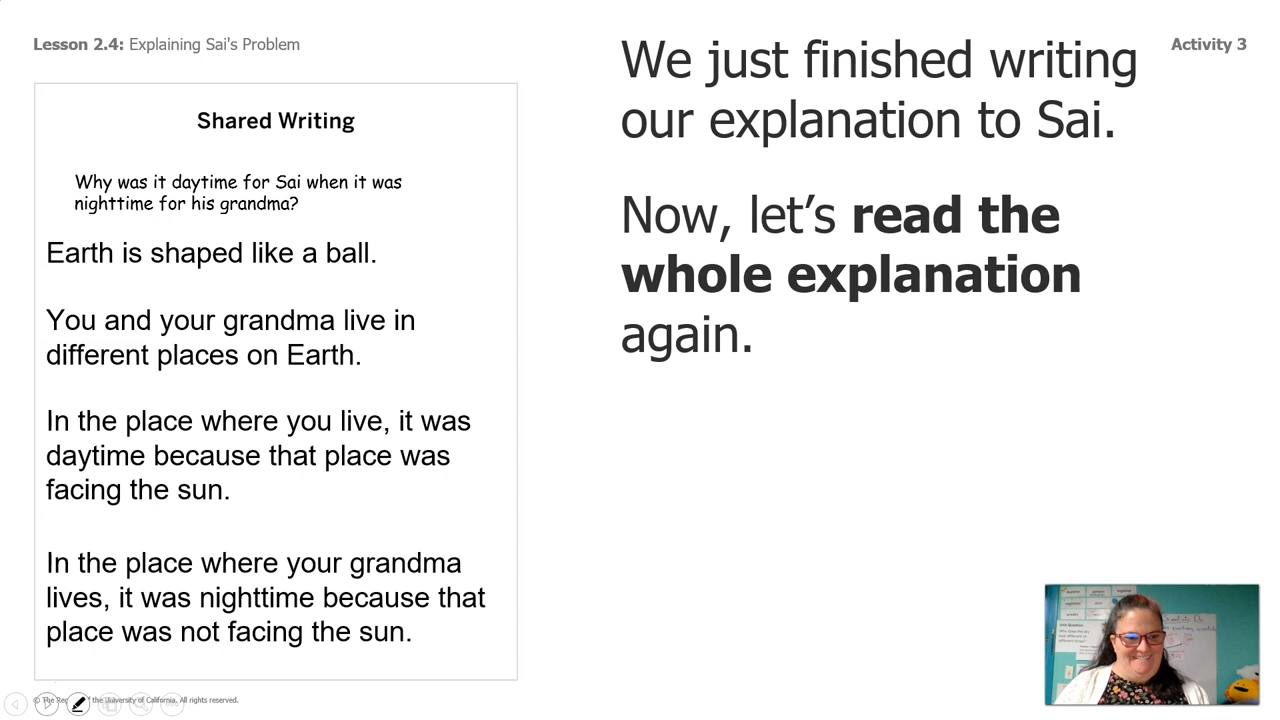 Lesson 2.4: Explaining Sai's Problem
Activity 3
Shared Writing
Why was it daytime for Sai when it was
nighttime for his grandma?
Earth is shaped like a ball.
You and your grandma live in
different places on Earth.
In the place where you live, it was
daytime because that place was
facing the sun.
In the place where your grandma
lives, it was nighttime because that
place was not facing the sun.
We just finished writing
our explanation to Sai.
Now, let's read the
whole explanation
again.
© The the University of California. All rights reserved.